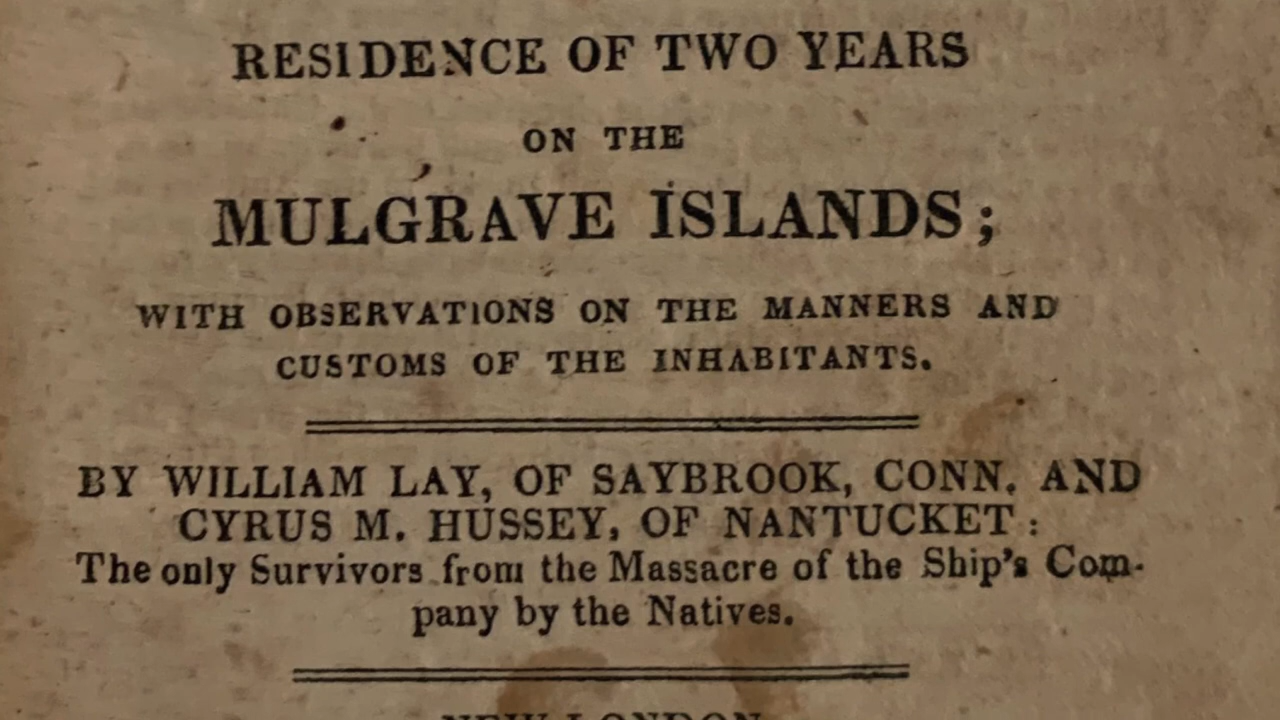 RESIDENCE OF TWO YEARS
ON THE
MULGRAVE ISLANDS;
WITH OBSERVATIONS ON THE MANNERS AND
CUSTOMS OF THE INHABITANTS.
BY WILLIAM LAY, OF SAYBROOK, CONN. AND
CYRUS M. HUSSEY, OF NANTUCKET:
The only Survivors from the Massacre of the Ship's Com-
pany by the Natives.
NEW LONDON